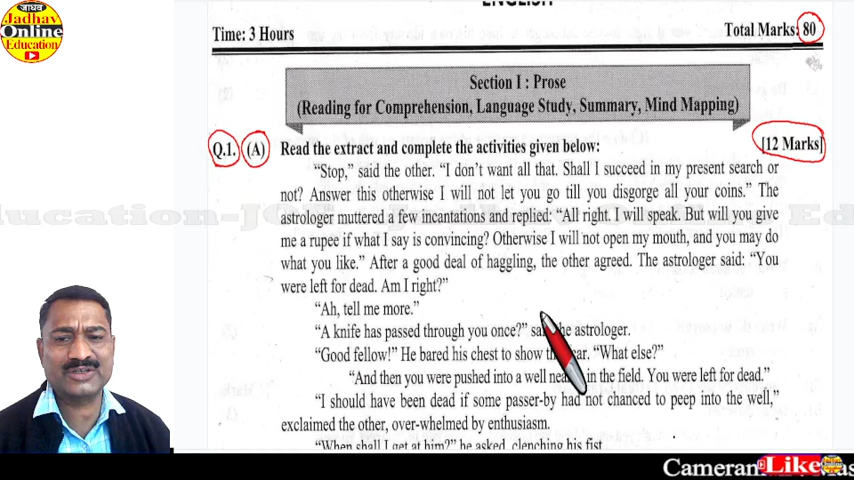 जाधव
Jadhav
Online
Education
ENGLISH
Time: 3 Hours
Total Marks: 80
Section I : Prose
(Reading for Comprehension, Language Study, Summary, Mind Mapping)
Q.1. (A) Read the extract and complete the activities given below: [12 Marks]
“Stop,” said the other. “I don’t want all that. Shall I succeed in my present search or
not? Answer this otherwise I will not let you go till you disgorge all your coins.” The
astrologer muttered a few incantations and replied: “All right. I will speak. But will you give
me a rupee if what I say is convincing? Otherwise I will not open my mouth, and you may do
what you like.” After a good deal of haggling, the other agreed. The astrologer said: “You
were left for dead. Am I right?”
“Ah, tell me more.”
“A knife has passed through you once?” said the astrologer.
“Good fellow!” He bared his chest to show the scar. “What else?”
“And then you were pushed into a well in the field. You were left for dead.”
“I should have been dead if some passer-by had not chanced to peep into the well,”
exclaimed the other, over-whelmed by enthusiasm.
“When shall I get at him?” he asked, clenching his fist.
Like